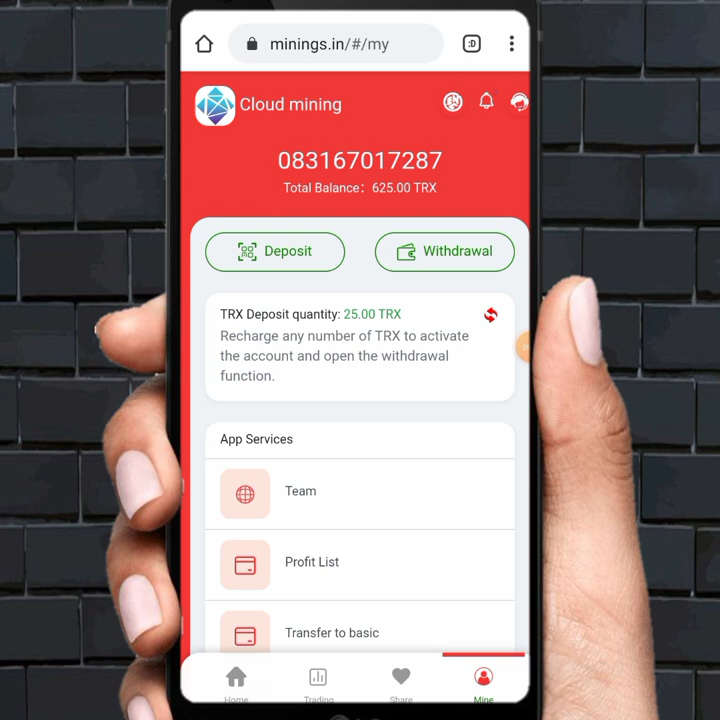 minings.in/#/my
:D
Cloud mining
083167017287
Total Balance： 625.00 TRX
Deposit
Withdrawal
TRX Deposit quantity: 25.00 TRX
Recharge any number of TRX to activate
the account and open the withdrawal
function.
App Services
Team
Profit List
Transfer to basic
Home
Trading
Share
Mine